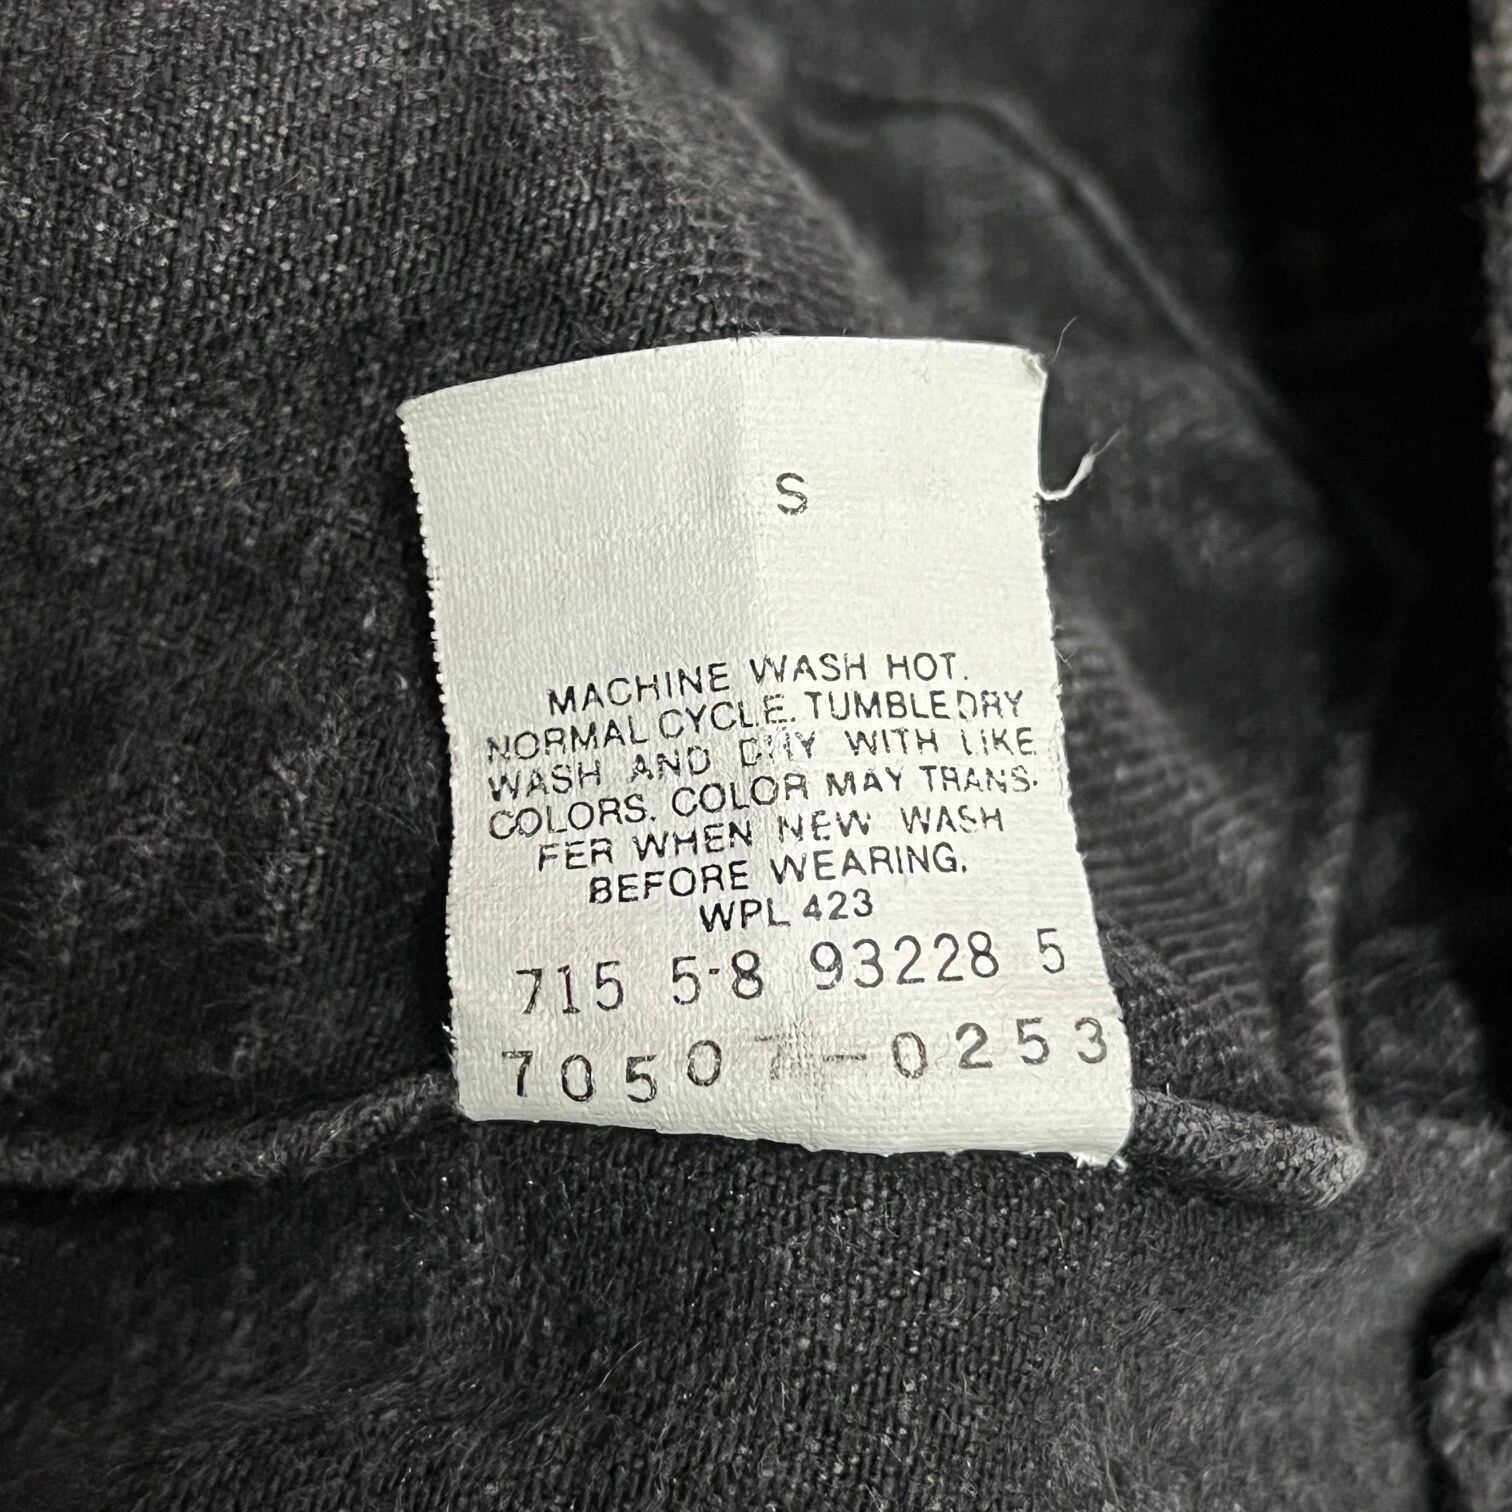 S
MACHINE WASH HOT.
NORMAL CYCLE. TUMBLE DRY
WASH AND DRY WITH LIKE
COLORS. COLOR MAY TRANS-
FER WHEN NEW WASH
BEFORE WEARING.
WPL 423
715 5-8 93228 5
70507-0253